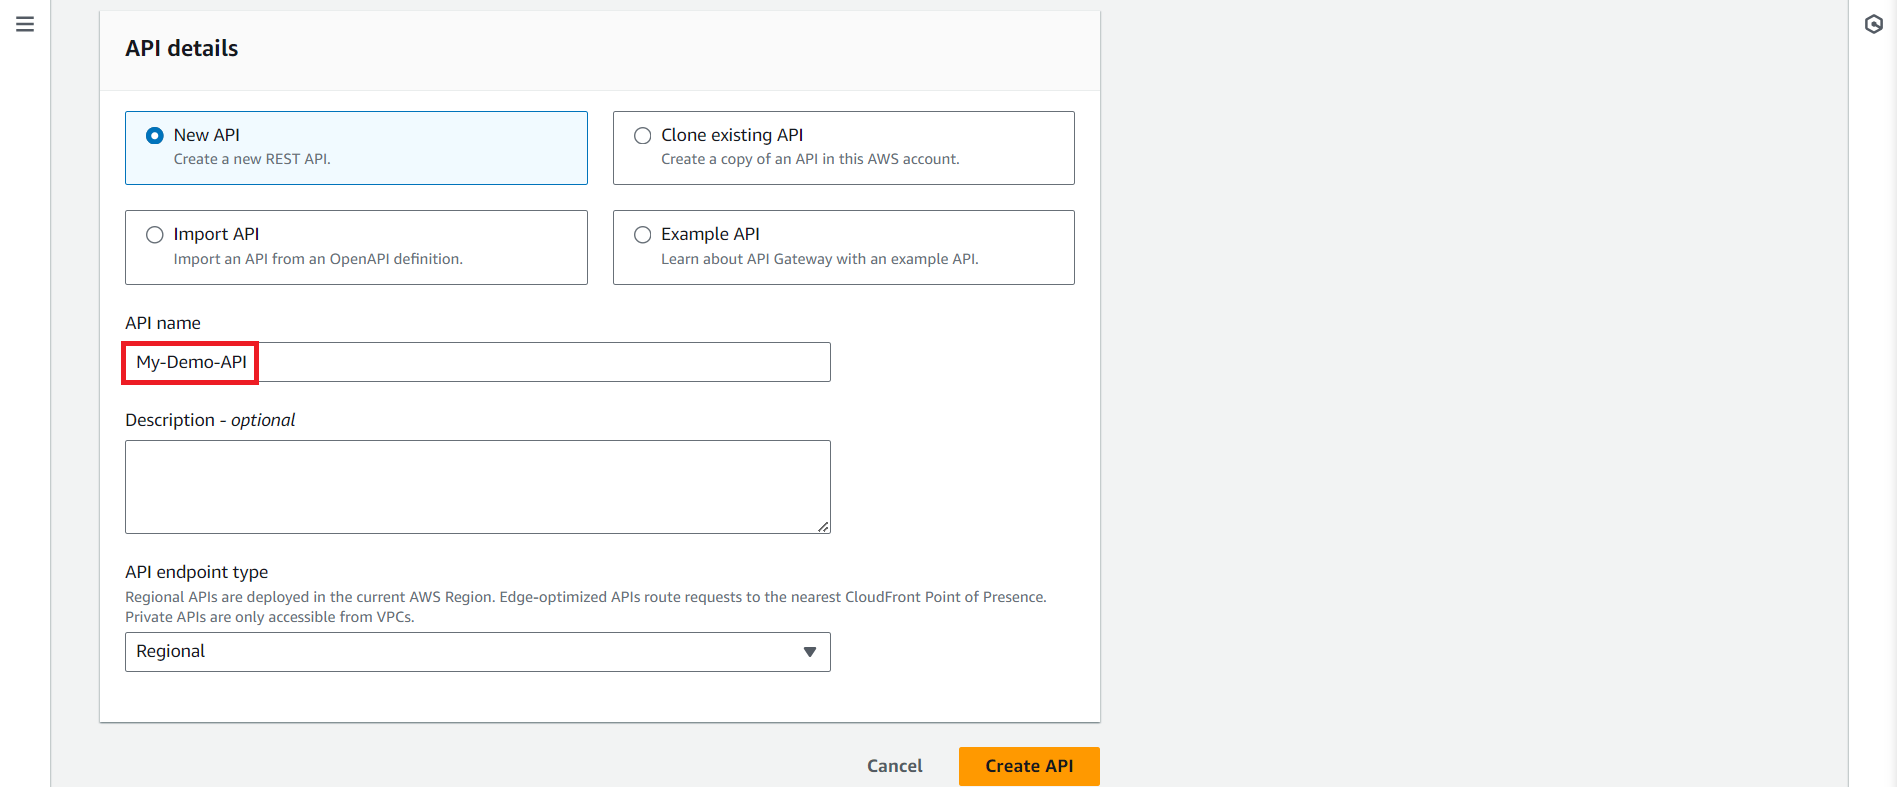 API details
New API
Create a new REST API.
Clone existing API
Create a copy of an API in this AWS account.
Import API
Import an API from an OpenAPI definition.
Example API
Learn about API Gateway with an example API.
API name
My-Demo-API
Description - optional
API endpoint type
Regional APIs are deployed in the current AWS Region. Edge-optimized APIs route requests to the nearest CloudFront Point of Presence.
Private APIs are only accessible from VPCs.
Regional
Cancel
Create API